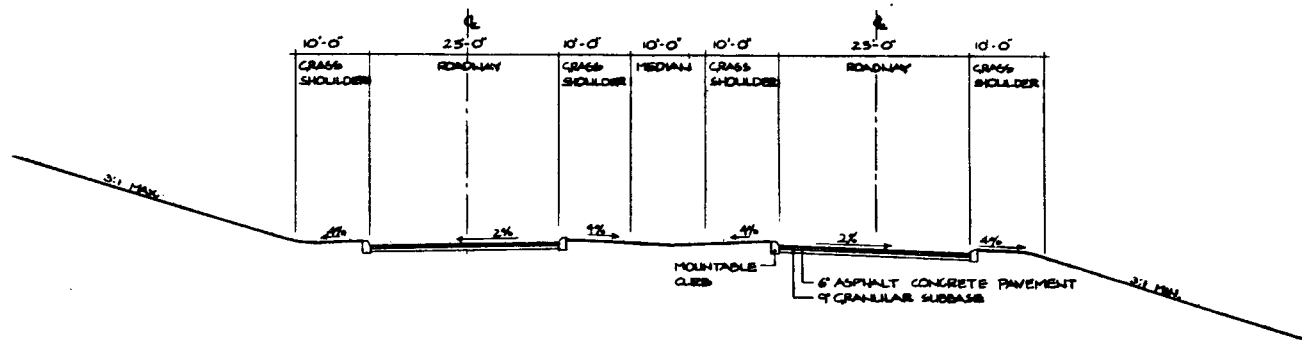 ℄ ℄
10'-0" 25'-0" 10'-0" 10'-0" 10'-0" 25'-0" 10'-0"
GRASS ROADWAY GRASS MEDIAN GRASS ROADWAY GRASS
SHOULDER SHOULDER SHOULDER SHOULDER
3:1 MAX.
4% 2% 4% 4% 2% 4%
MOUNTABLE
CURB
6" ASPHALT CONCRETE PAVEMENT
9" GRANULAR SUBBASE
3:1 MIN.